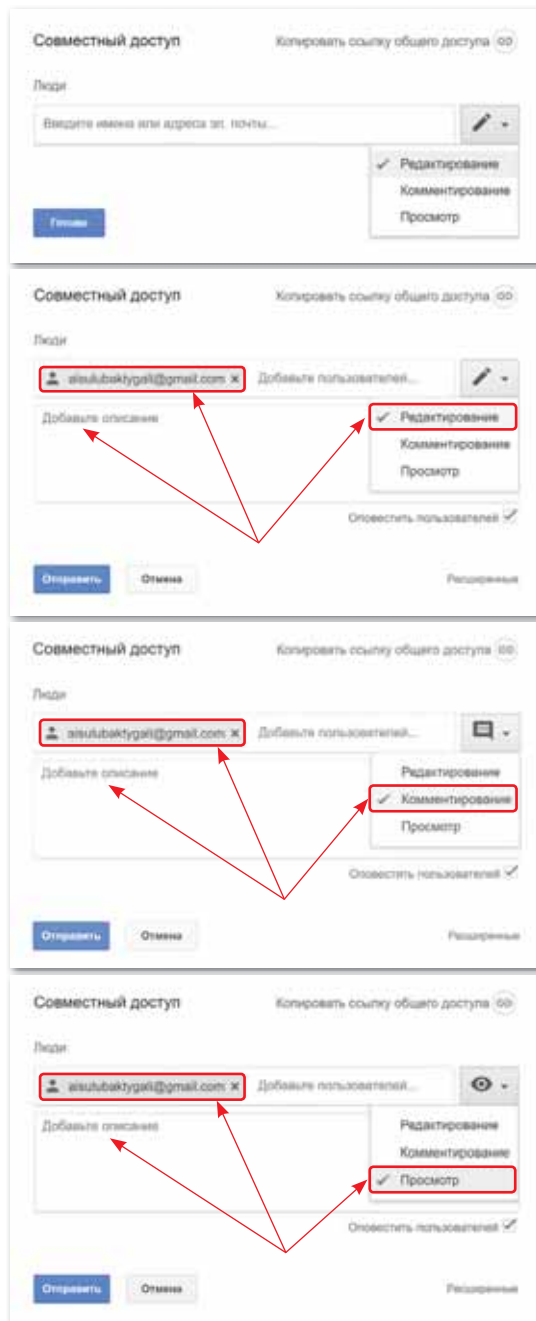 Совместный доступ Копировать ссылку общего доступа
Люди
Введите имена или адреса эл. почты...
Редактирование
Комментирование
Просмотр
Готово
Совместный доступ Копировать ссылку общего доступа
Люди
aisulubaktygali@gmail.com × Добавьте пользователей...
Добавьте описание
Редактирование
Комментирование
Просмотр
Оповестить пользователей
Отправить Отмена Расширенные
Совместный доступ Копировать ссылку общего доступа
Люди
aisulubaktygali@gmail.com × Добавьте пользователей...
Добавьте описание
Редактирование
Комментирование
Просмотр
Оповестить пользователей
Отправить Отмена Расширенные
Совместный доступ Копировать ссылку общего доступа
Люди
aisulubaktygali@gmail.com × Добавьте пользователей...
Добавьте описание
Редактирование
Комментирование
Просмотр
Оповестить пользователей
Отправить Отмена Расширенные